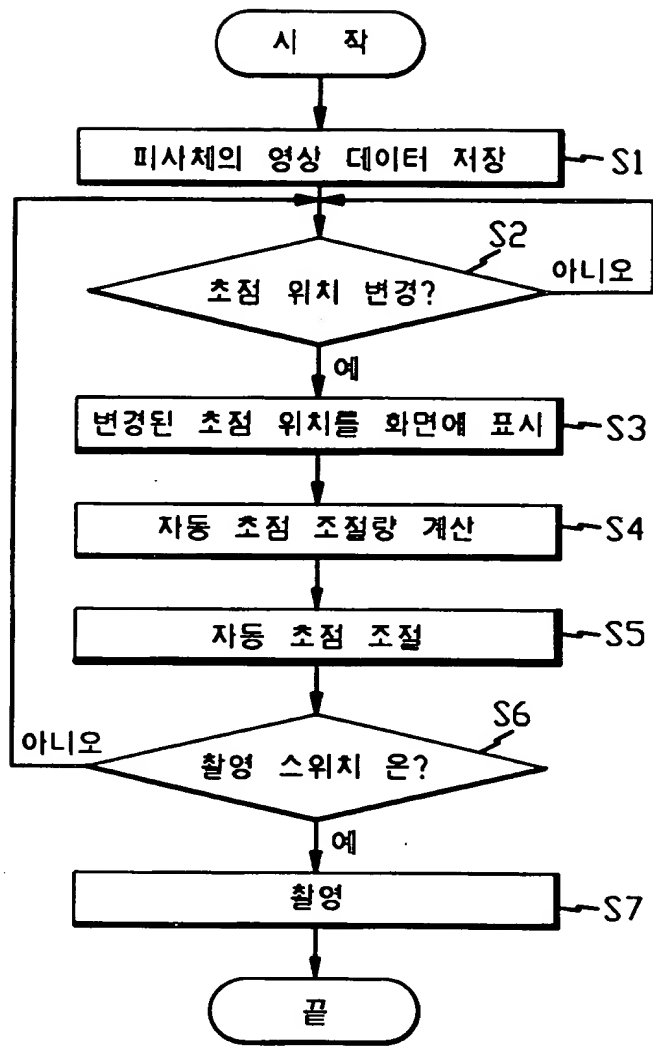 시 작
피사체의 영상 데이터 저장
S1
S2
초점 위치 변경?
아니오
예
변경된 초점 위치를 화면에 표시
S3
자동 초점 조절량 계산
S4
자동 초점 조절
S5
S6
아니오
촬영 스위치 온?
예
촬영
S7
끝